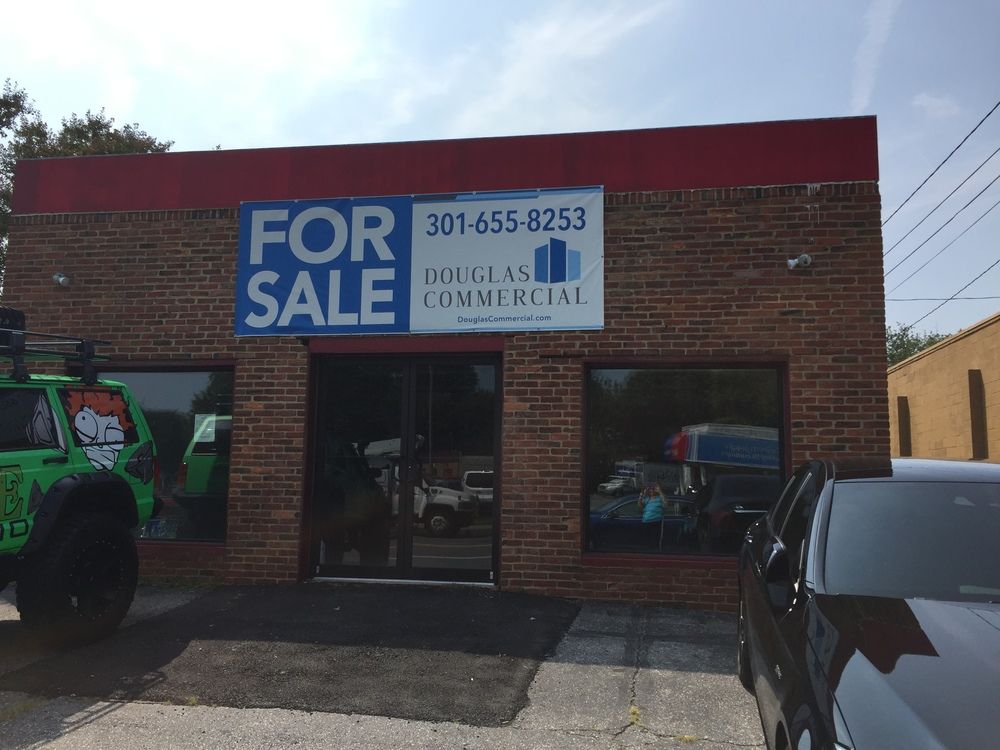 FOR
SALE
301-655-8253
DOUGLAS
COMMERCIAL
DouglasCommercial.com